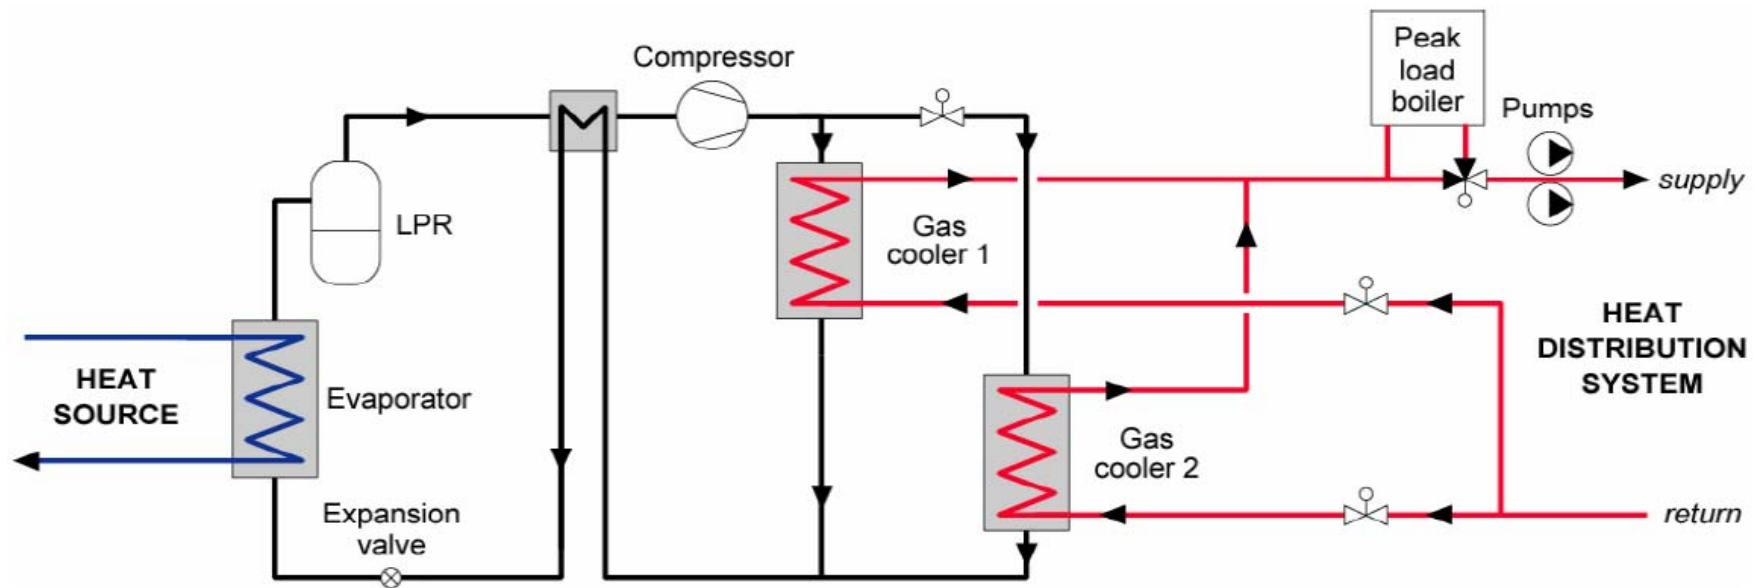 Compressor
Peak
load
boiler
Pumps
supply
LPR
Gas
cooler 1
HEAT
SOURCE
Evaporator
HEAT
DISTRIBUTION
SYSTEM
Gas
cooler 2
Expansion
valve
return